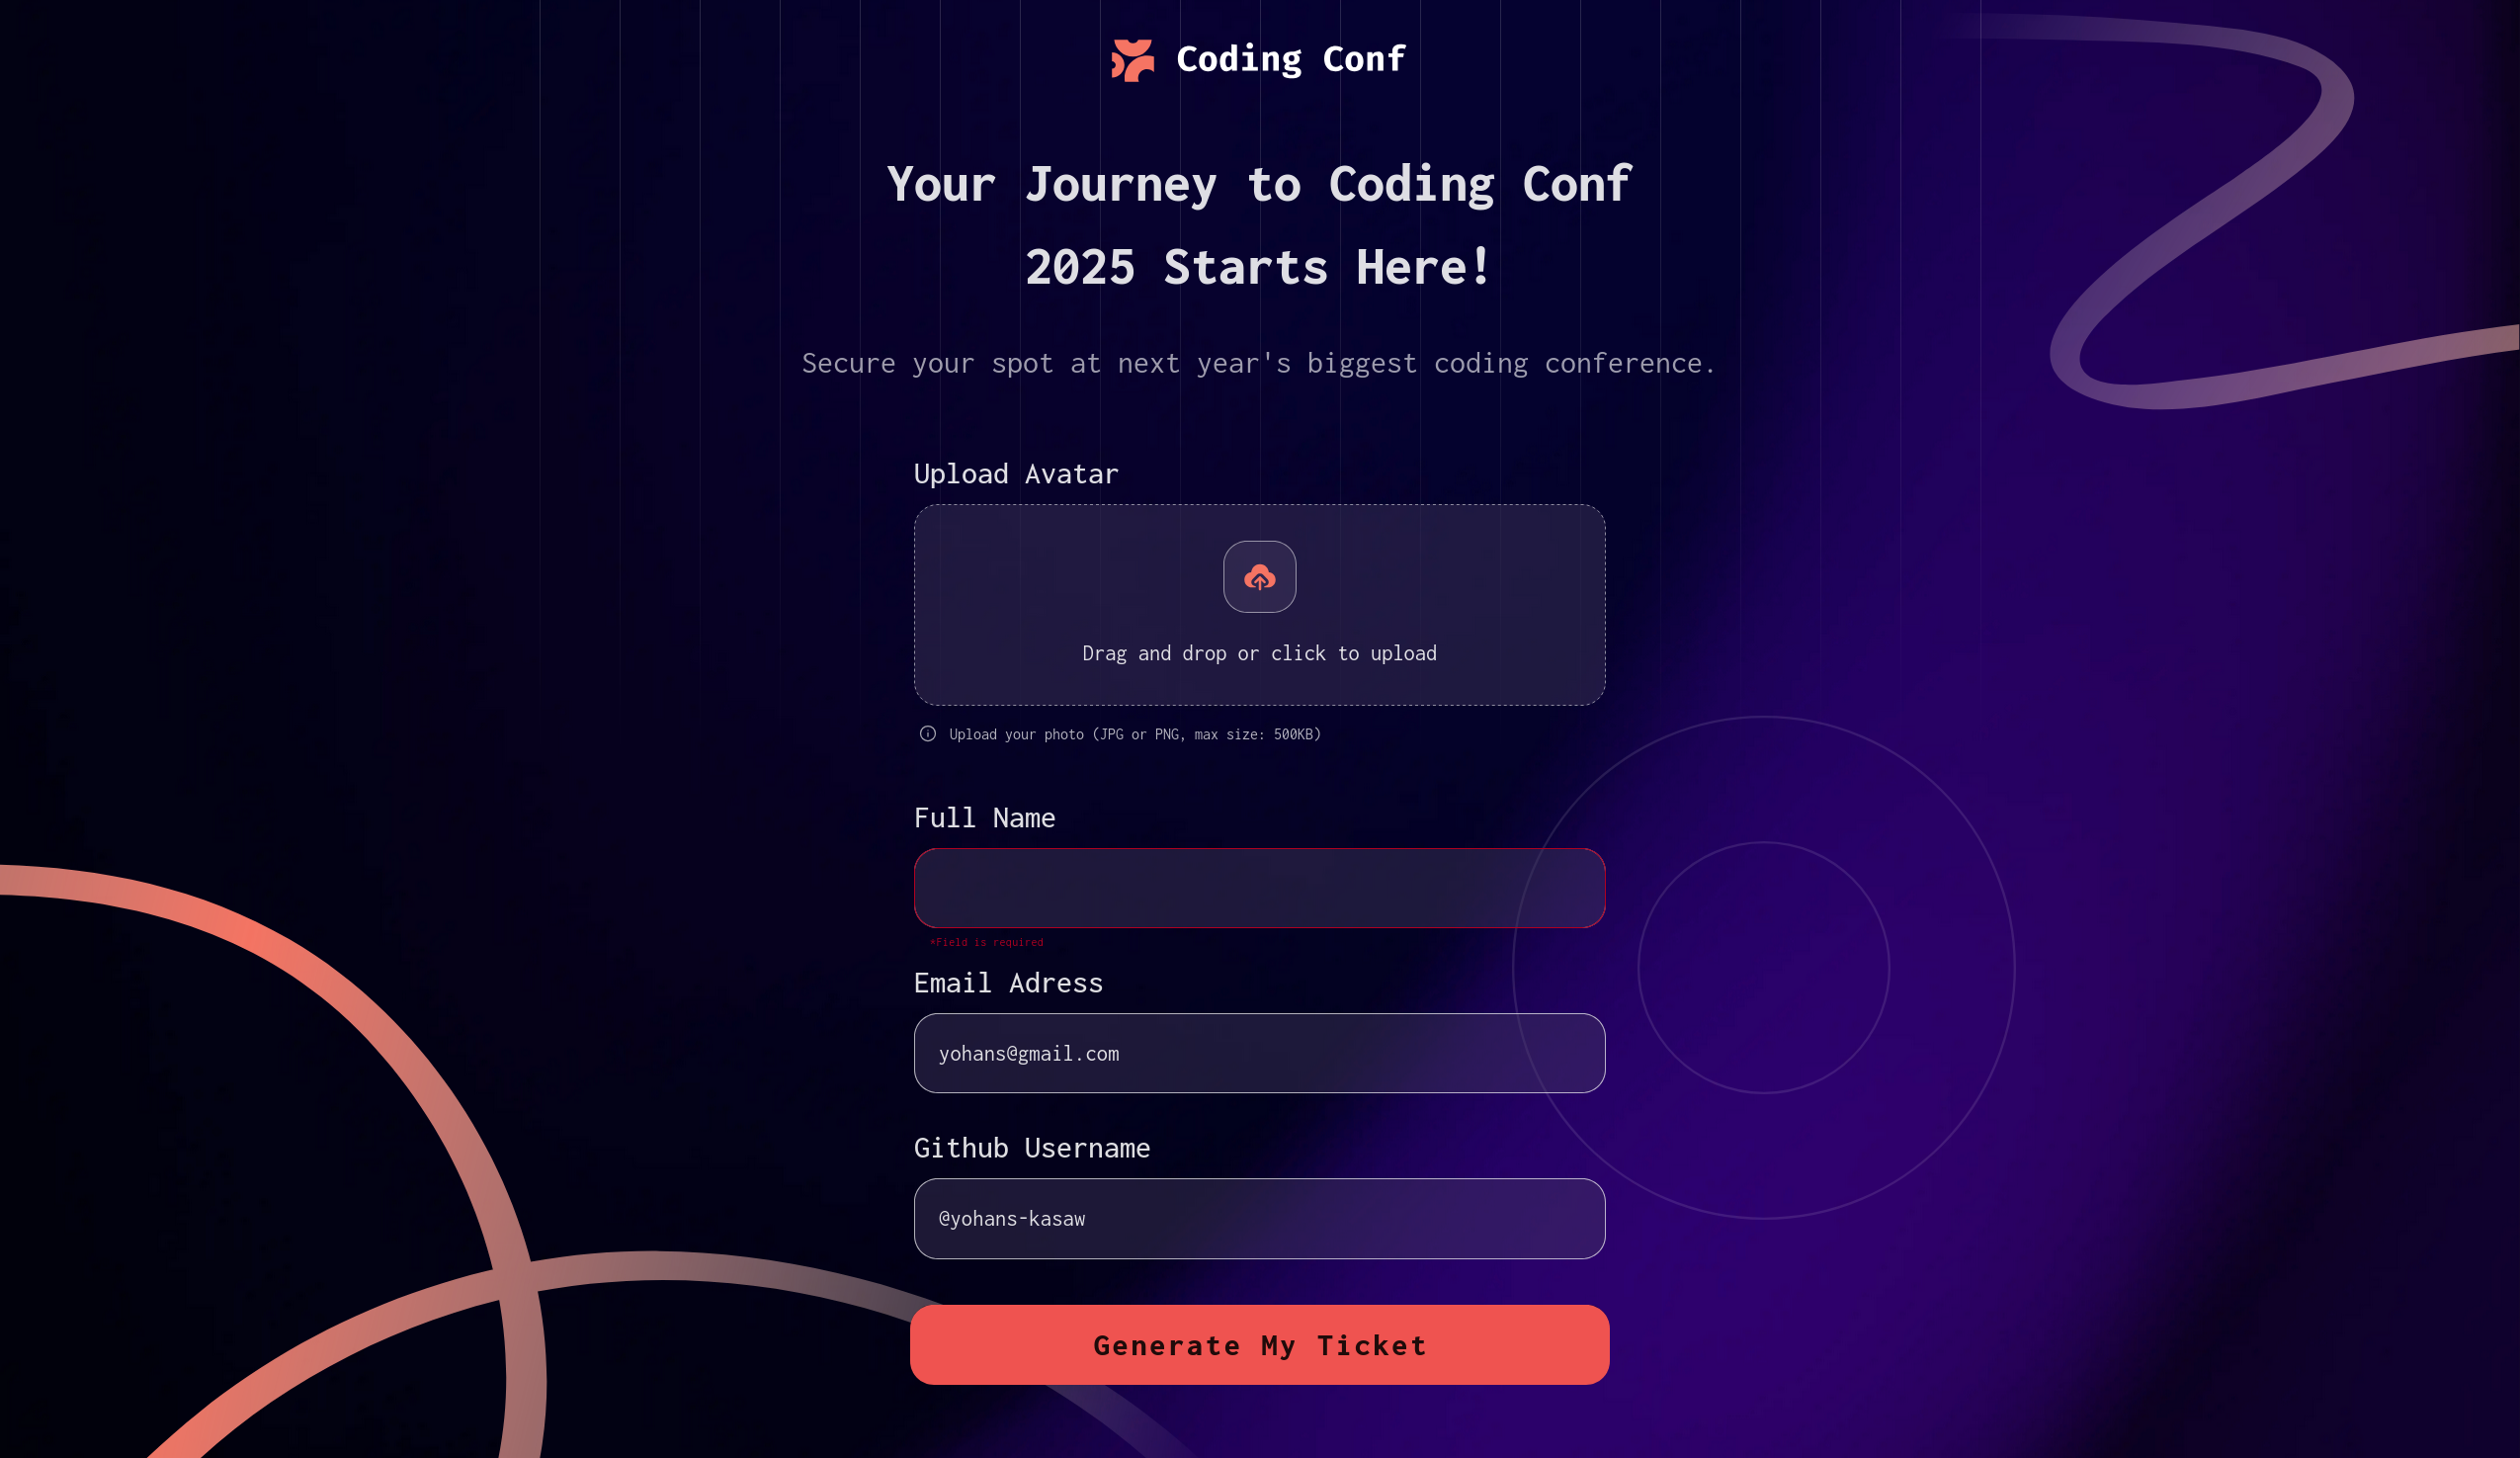 Coding Conf
Your Journey to Coding Conf
2025 Starts Here!
Secure your spot at next year's biggest coding conference.
Upload Avatar
Drag and drop or click to upload
Upload your photo (JPG or PNG, max size: 500KB)
Full Name
*Field is required
Email Adress
yohans@gmail.com
Github Username
@yohans-kasaw
Generate My Ticket